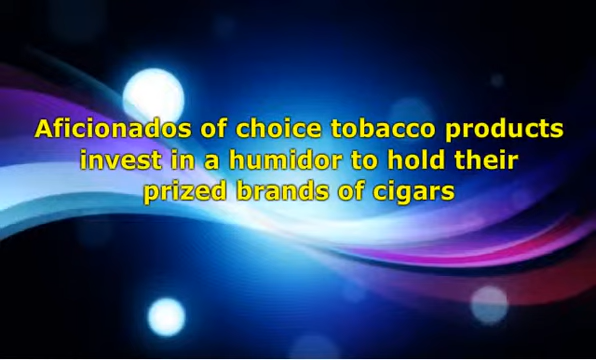 Aficionados of choice tobacco products
invest in a humidor to hold their
prized brands of cigars